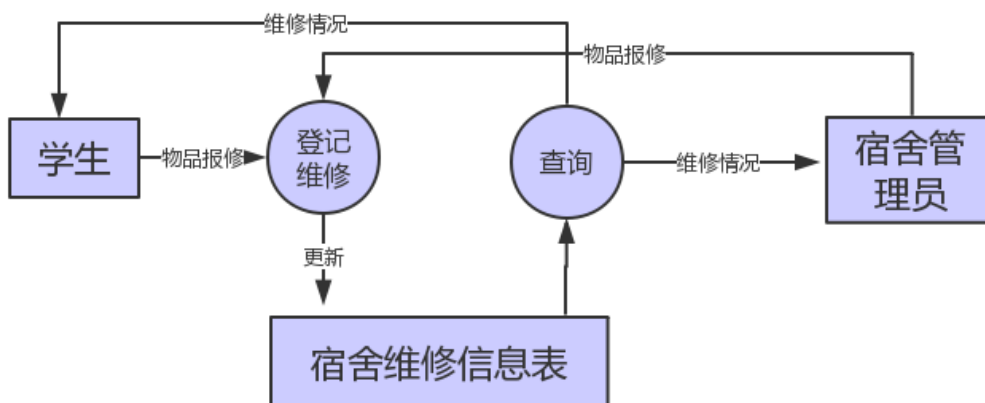 维修情况
物品报修
学生
物品报修
登记
维修
查询
维修情况
宿舍管
理员
更新
宿舍维修信息表